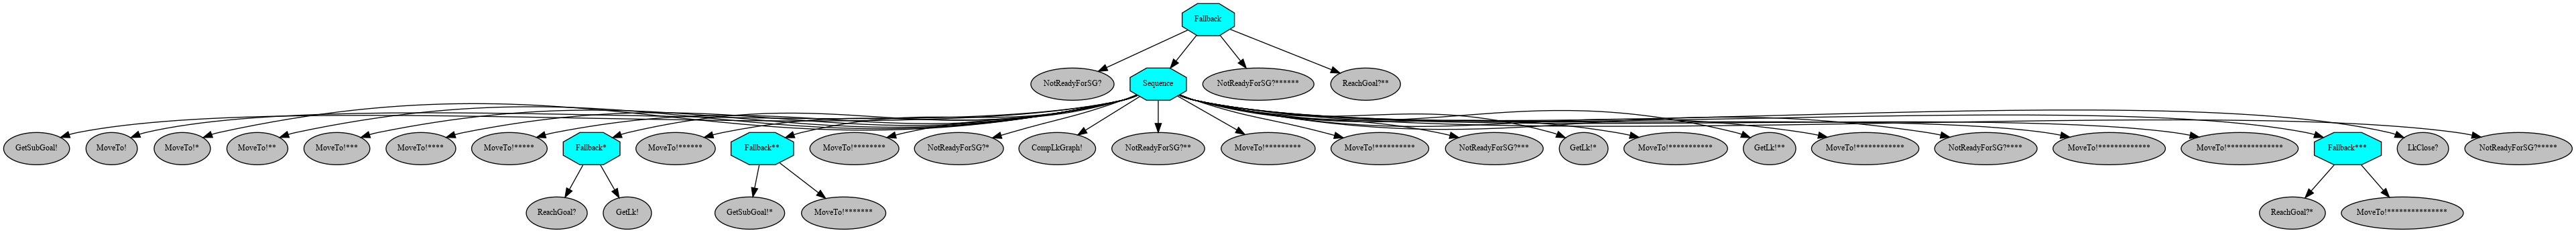 Fallback
NotReadyForSG?
Sequence
NotReadyForSG?******
ReachGoal?**
GetSubGoal!
MoveTo!
MoveTo!*
MoveTo!**
MoveTo!***
MoveTo!****
MoveTo!*****
Fallback*
MoveTo!******
Fallback**
MoveTo!********
NotReadyForSG?*
CompLkGraph!
NotReadyForSG?**
MoveTo!*********
MoveTo!**********
NotReadyForSG?***
GetLk!*
MoveTo!***********
GetLk!**
MoveTo!************
NotReadyForSG?****
MoveTo!*************
MoveTo!**************
Fallback***
LkClose?
NotReadyForSG?*****
ReachGoal?
GetLk!
GetSubGoal!*
MoveTo!*******
ReachGoal?*
MoveTo!***************